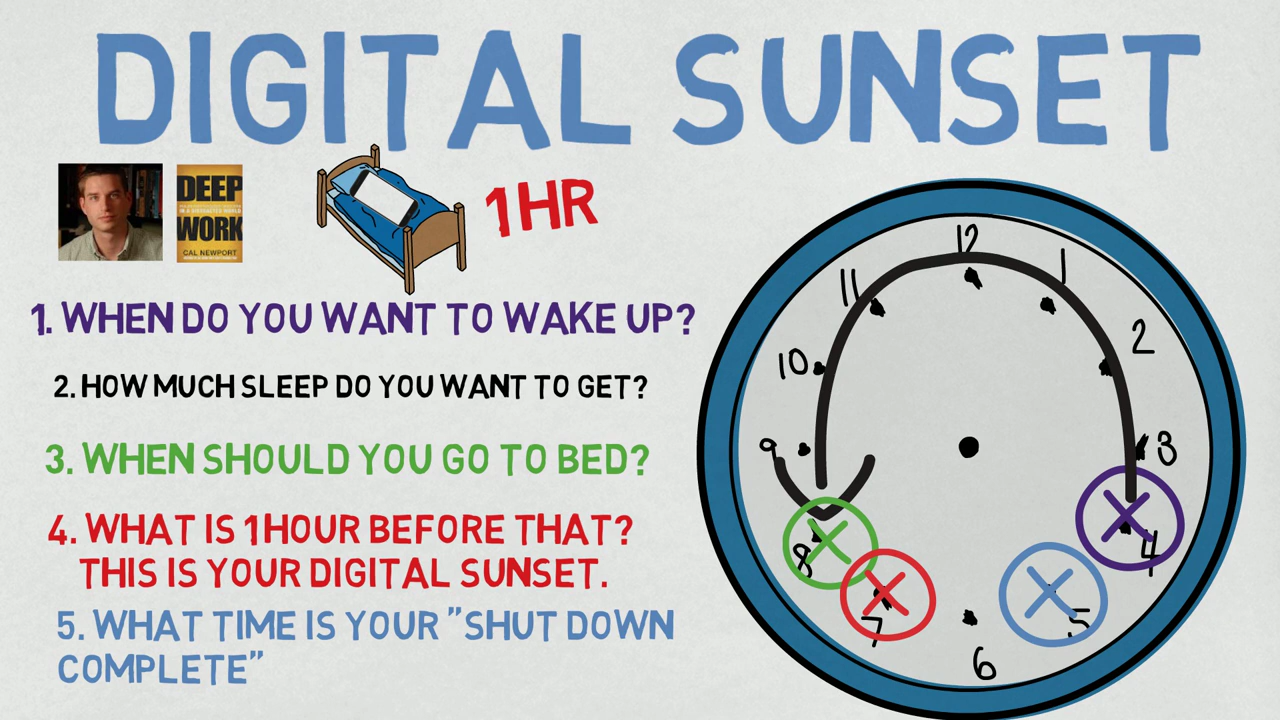 DIGITAL SUNSET
DEEP
WORK
CAL NEWPORT
1HR
1. WHEN DO YOU WANT TO WAKE UP?
2. HOW MUCH SLEEP DO YOU WANT TO GET?
3. WHEN SHOULD YOU GO TO BED?
4. WHAT IS 1 HOUR BEFORE THAT?
THIS IS YOUR DIGITAL SUNSET.
5. WHAT TIME IS YOUR "SHUT DOWN
COMPLETE"
12
1
2
3
4
5
6
7
8
9
10
11